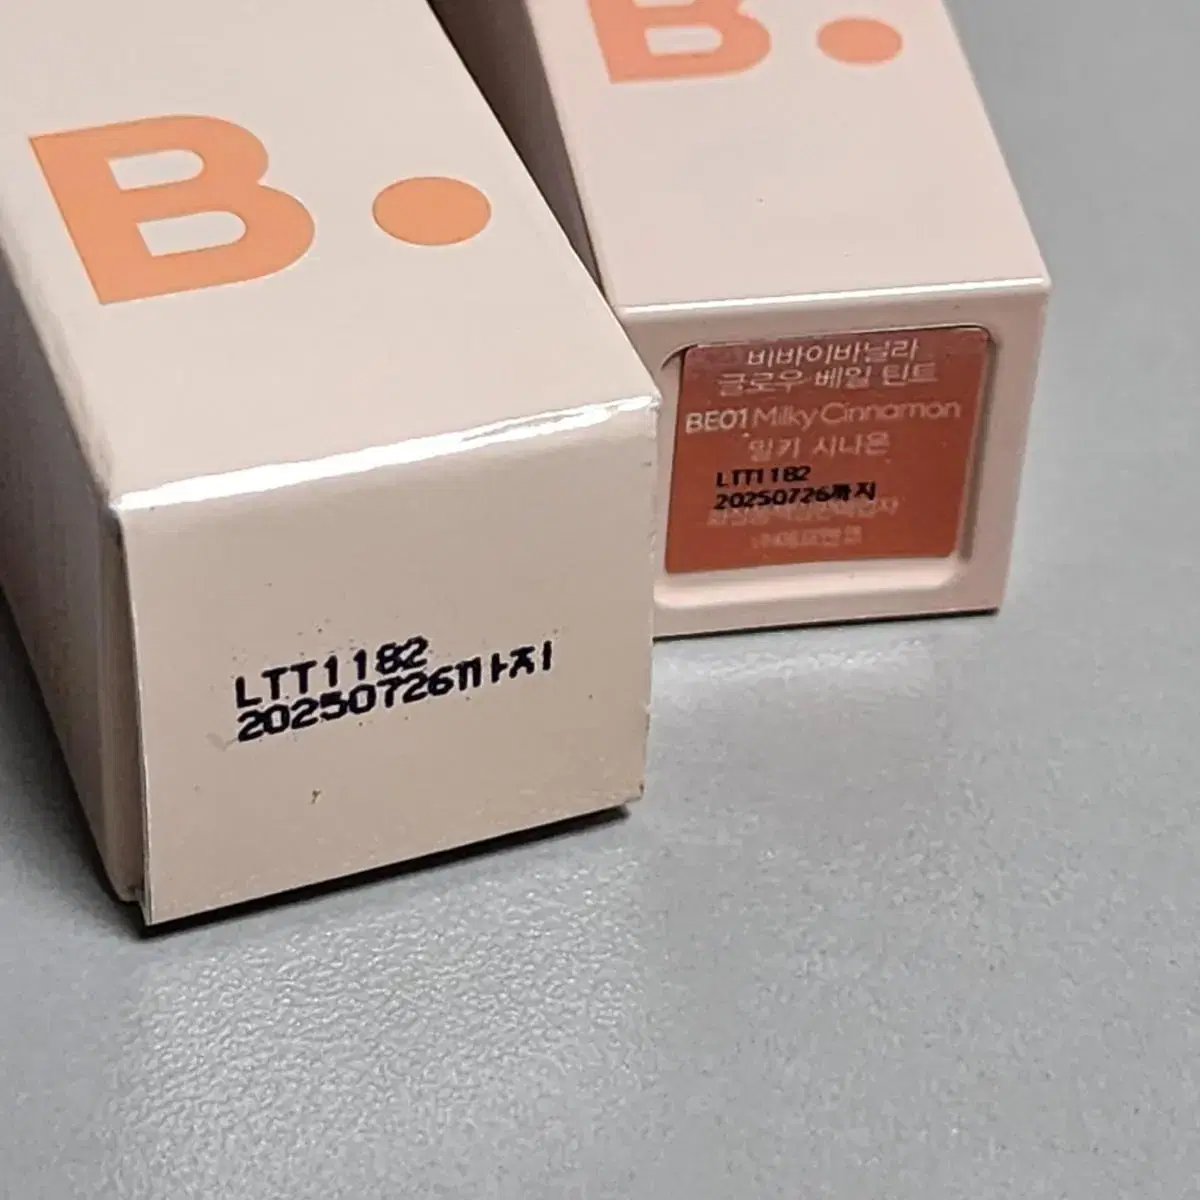 B.
B.
LTT1182
20250726까지
비바이바닐라
글로우 베일 틴트
BE01 Milky Cinnamon
밀키 시나몬
LTT1182
20250726까지